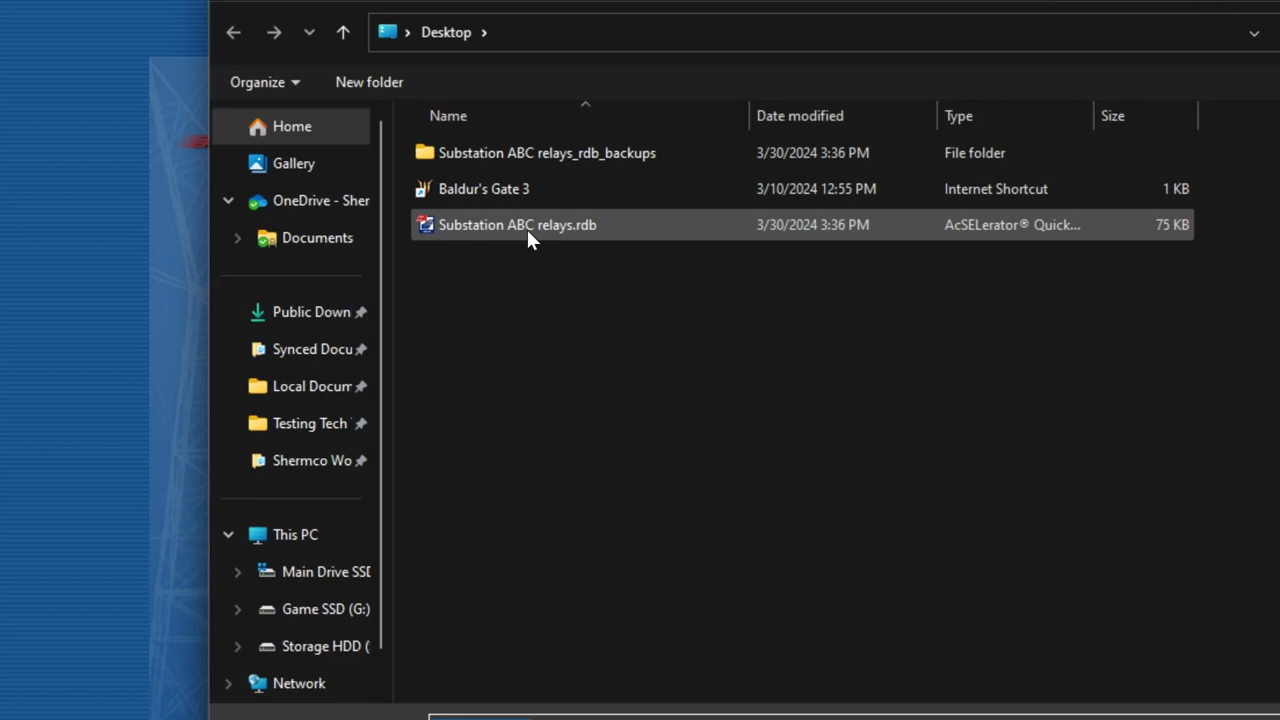 Desktop
Organize
New folder
Name
Date modified
Type
Size
Home
Gallery
OneDrive - Sher
Documents
Public Down
Synced Docu
Local Docum
Testing Tech
Shermco Wo
This PC
Main Drive SSD
Game SSD (G:)
Storage HDD (
Network
Substation ABC relays_rdb_backups 3/30/2024 3:36 PM File folder
Baldur's Gate 3 3/10/2024 12:55 PM Internet Shortcut 1 KB
Substation ABC relays.rdb 3/30/2024 3:36 PM AcSELerator® Quick... 75 KB